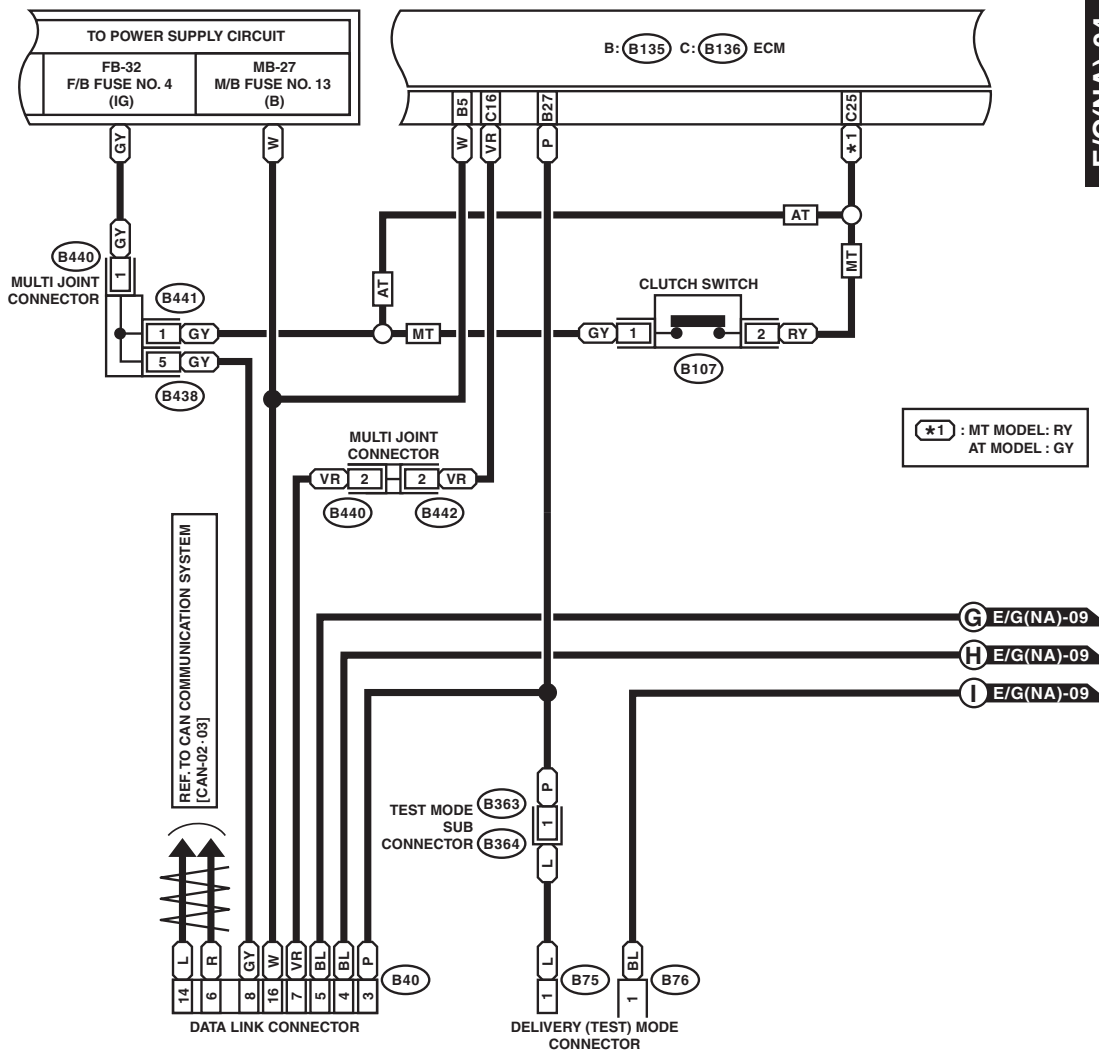 TO POWER SUPPLY CIRCUIT
FB-32
F/B FUSE NO. 4
(IG)
MB-27
M/B FUSE NO. 13
(B)
B: B135 C: B136 ECM
B5
C16
B27
C25
GY
W
W
VR
P
*1
GY
B440
MULTI JOINT
CONNECTOR
1
AT
MT
AT
B441
1 GY
MT
CLUTCH SWITCH
GY 1
2 RY
B107
5 GY
B438
*1 : MT MODEL: RY
AT MODEL : GY
MULTI JOINT
CONNECTOR
VR 2
2 VR
B440
B442
REF. TO CAN COMMUNICATION SYSTEM
[CAN-02·03]
G E/G(NA)-09
H E/G(NA)-09
I E/G(NA)-09
P
TEST MODE
SUB
CONNECTOR
B363
1
B364
L
L
R
GY
W
VR
BL
BL
P
B40
14
6
8
16
7
5
4
3
DATA LINK CONNECTOR
L
1
B75
BL
1
B76
DELIVERY (TEST) MODE
CONNECTOR